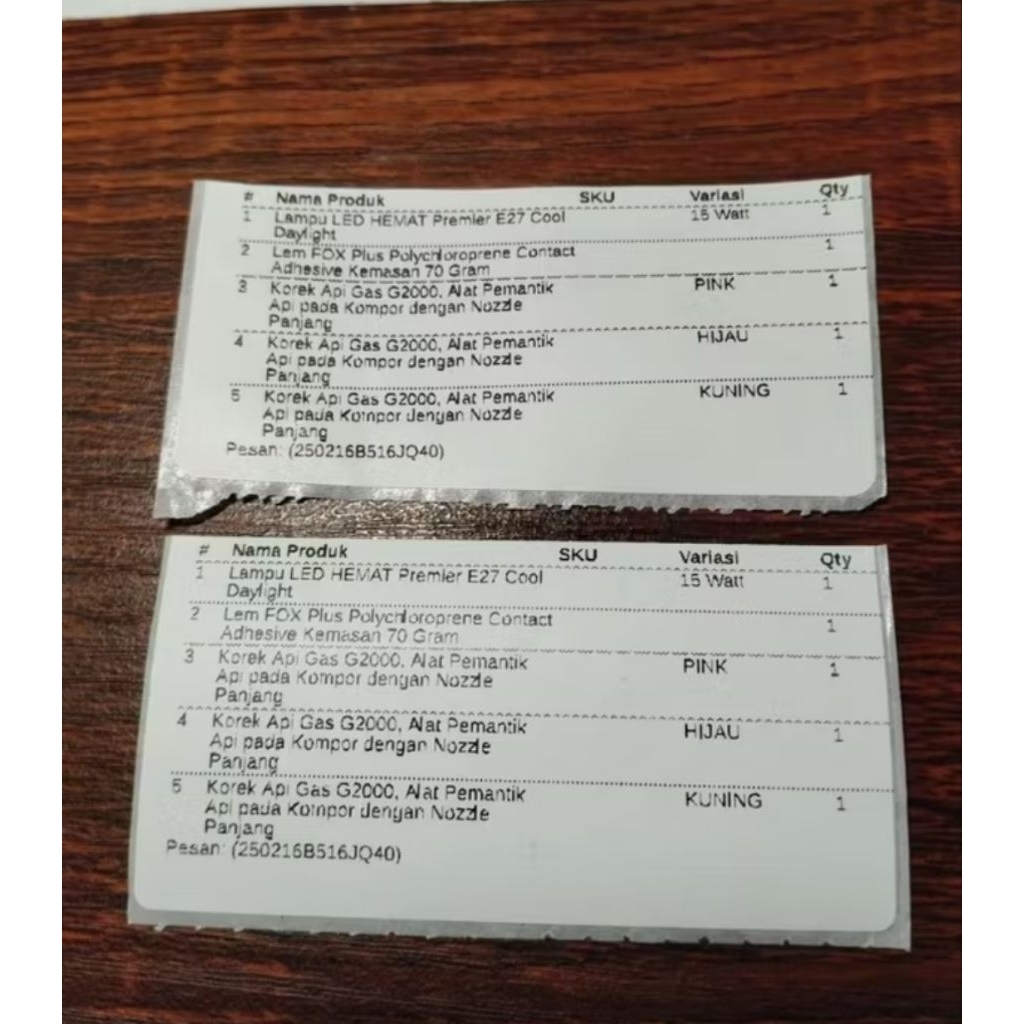 # Nama Produk SKU Variasi Qty
1 Lampu LED HEMAT Premier E27 Cool 15 Watt 1
Daylight
2 Lem FOX Plus Polychloroprene Contact 1
Adhesive Kemasan 70 Gram
3 Korek Api Gas G2000, Alat Pemantik PINK 1
Api pada Kompor dengan Nozzle
Panjang
4 Korek Api Gas G2000, Alat Pemantik HIJAU 1
Api pada Kompor dengan Nozzle
Panjang
5 Korek Api Gas G2000, Alat Pemantik KUNING 1
Api pada Kompor dengan Nozzle
Panjang
Pesan: (250216B516JQ40)
# Nama Produk SKU Variasi Qty
1 Lampu LED HEMAT Premier E27 Cool 15 Watt 1
Daylight
2 Lem FOX Plus Polychloroprene Contact 1
Adhesive Kemasan 70 Gram
3 Korek Api Gas G2000, Alat Pemantik PINK 1
Api pada Kompor dengan Nozzle
Panjang
4 Korek Api Gas G2000, Alat Pemantik HIJAU 1
Api pada Kompor dengan Nozzle
Panjang
5 Korek Api Gas G2000, Alat Pemantik KUNING 1
Api pada Kompor dengan Nozzle
Panjang
Pesan: (250216B516JQ40)